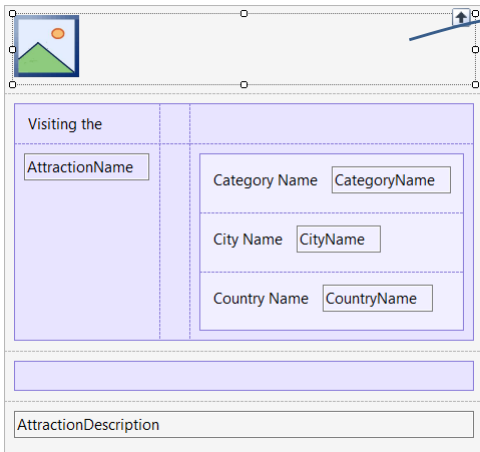 Visiting the
AttractionName
Category Name CategoryName
City Name CityName
Country Name CountryName
AttractionDescription